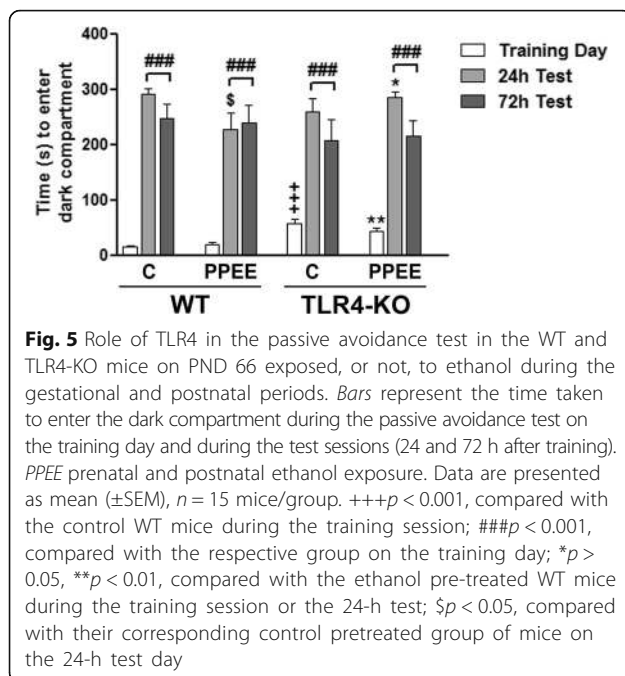 400
300
200
100
0
Time (s) to enter
dark compartment
###
###
###
###
$
*
+++
**
Training Day
24h Test
72h Test
C
PPEE
C
PPEE
WT
TLR4-KO
Fig. 5 Role of TLR4 in the passive avoidance test in the WT and
TLR4-KO mice on PND 66 exposed, or not, to ethanol during the
gestational and postnatal periods. Bars represent the time taken
to enter the dark compartment during the passive avoidance test on
the training day and during the test sessions (24 and 72 h after training).
PPEE prenatal and postnatal ethanol exposure. Data are presented
as mean (±SEM), n = 15 mice/group. +++p < 0.001, compared with
the control WT mice during the training session; ###p < 0.001,
compared with the respective group on the training day; *p >
0.05, **p < 0.01, compared with the ethanol pre-treated WT mice
during the training session or the 24-h test; $p < 0.05, compared
with their corresponding control pretreated group of mice on
the 24-h test day